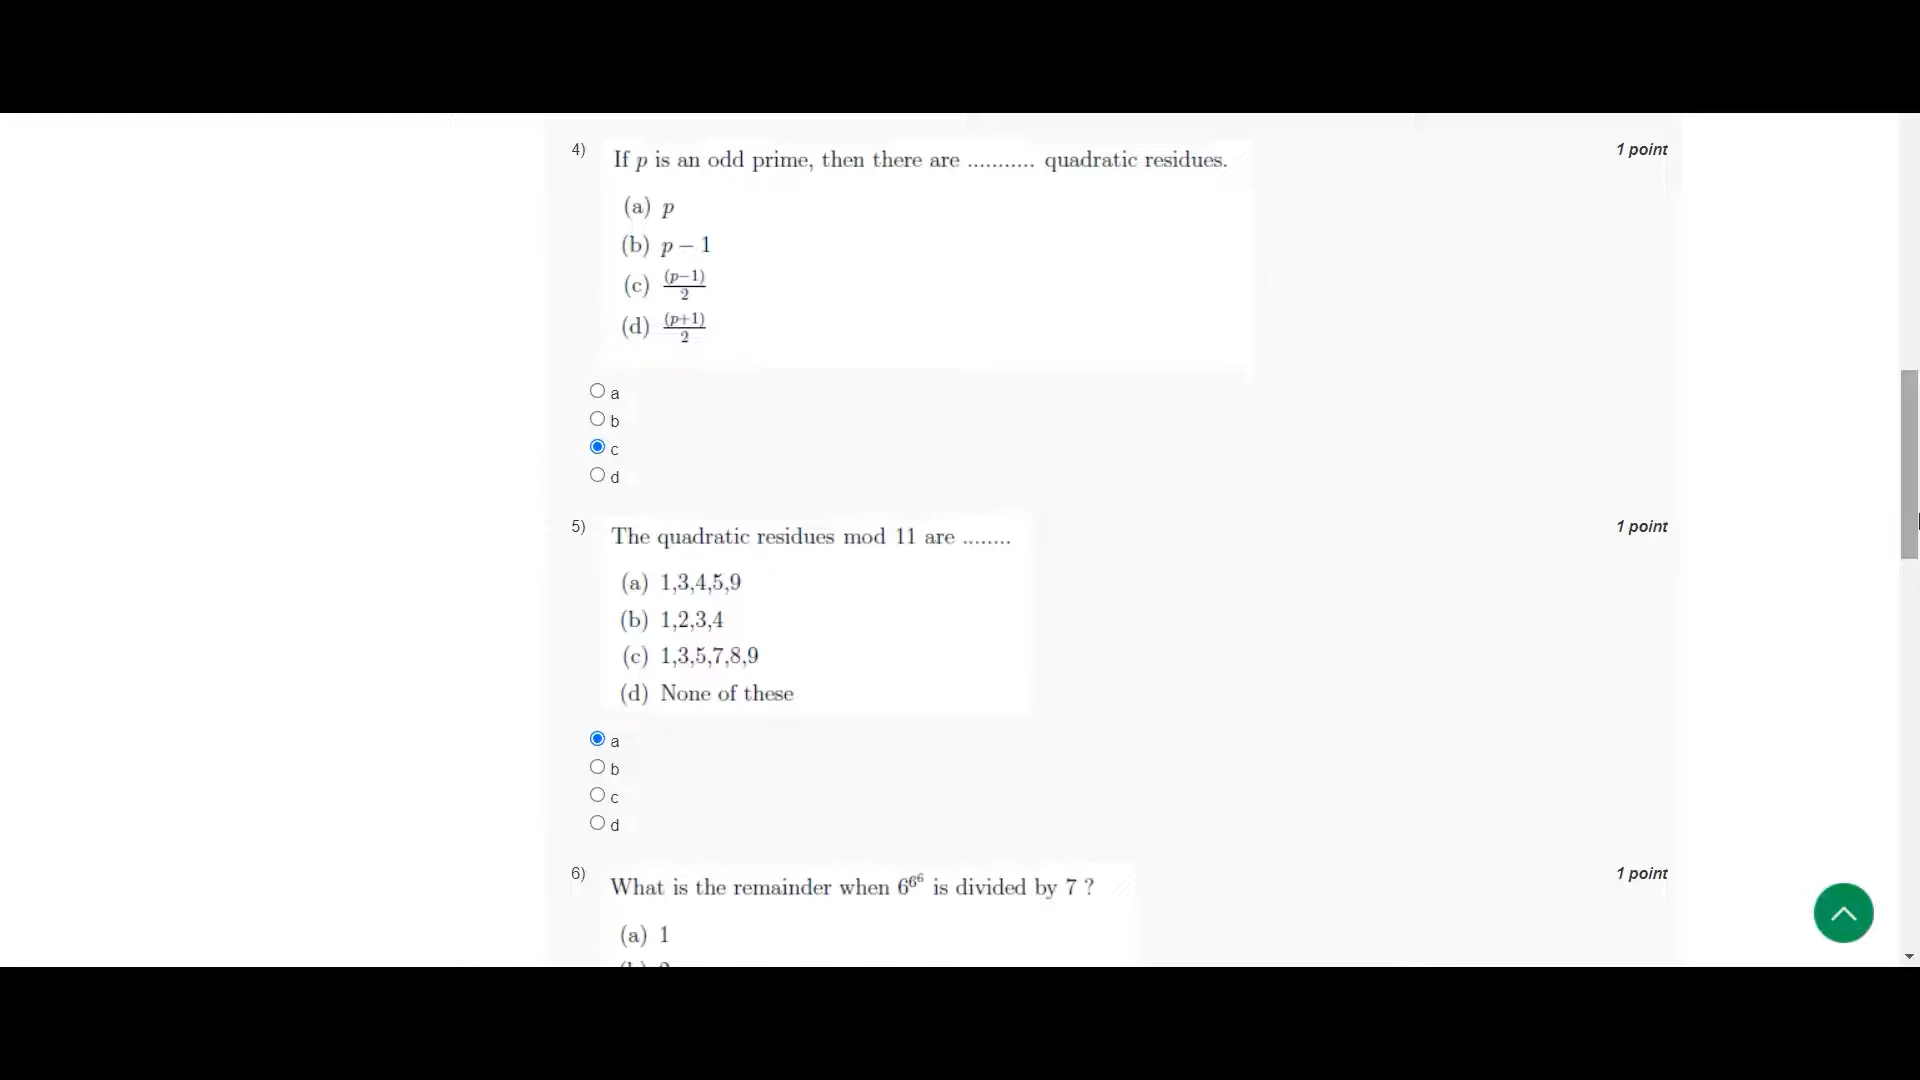 4)
If p is an odd prime, then there are ........... quadratic residues.
1 point
(a) p
(b) p − 1
(c) (p−1)/2
(d) (p+1)/2
a
b
c
d
5)
The quadratic residues mod 11 are ........
1 point
(a) 1,3,4,5,9
(b) 1,2,3,4
(c) 1,3,5,7,8,9
(d) None of these
a
b
c
d
6)
What is the remainder when 6^{6^6} is divided by 7 ?
1 point
(a) 1